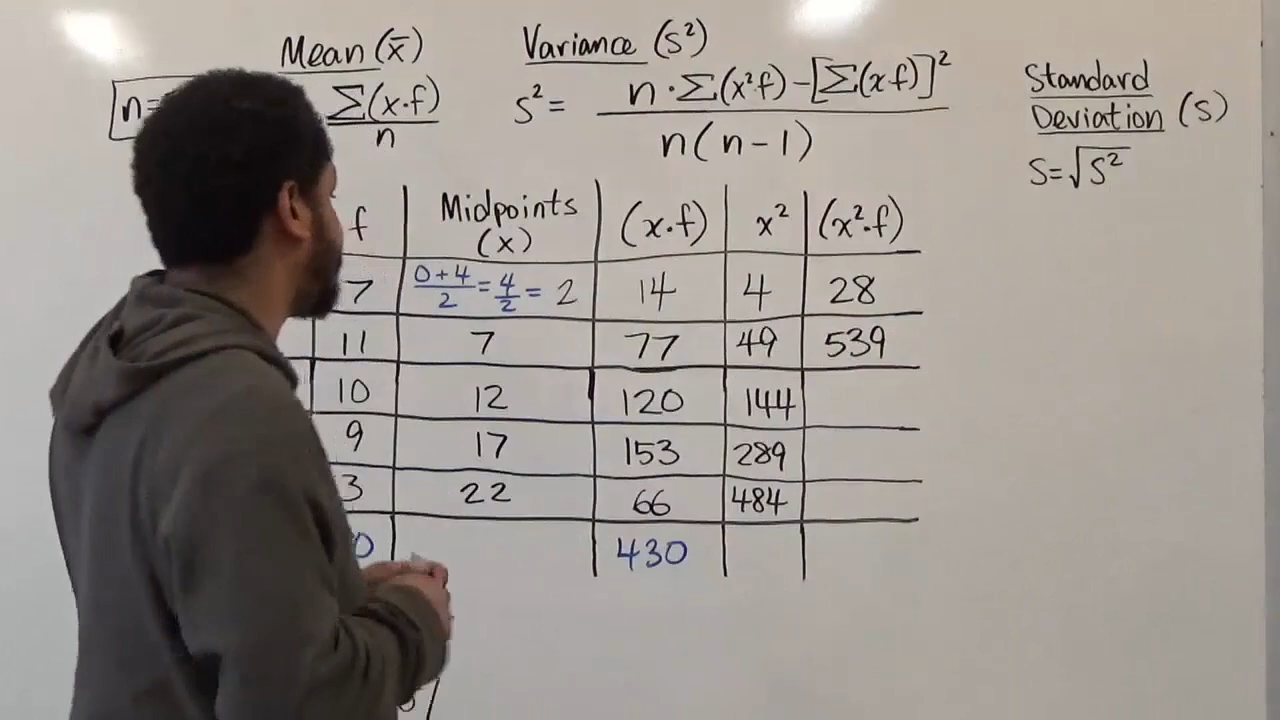 Mean (x̄)
Variance (s²)
n=
Σ(x·f)
n
s² =
n·Σ(x²f) - [Σ(x·f)]²
n(n-1)
Standard
Deviation (s)
s=√s²
f Midpoints (x) (x·f) x² (x²·f)
7 0+4/2 = 4/2 = 2 14 4 28
11 7 77 49 539
10 12 120 144
9 17 153 289
3 22 66 484
0 430